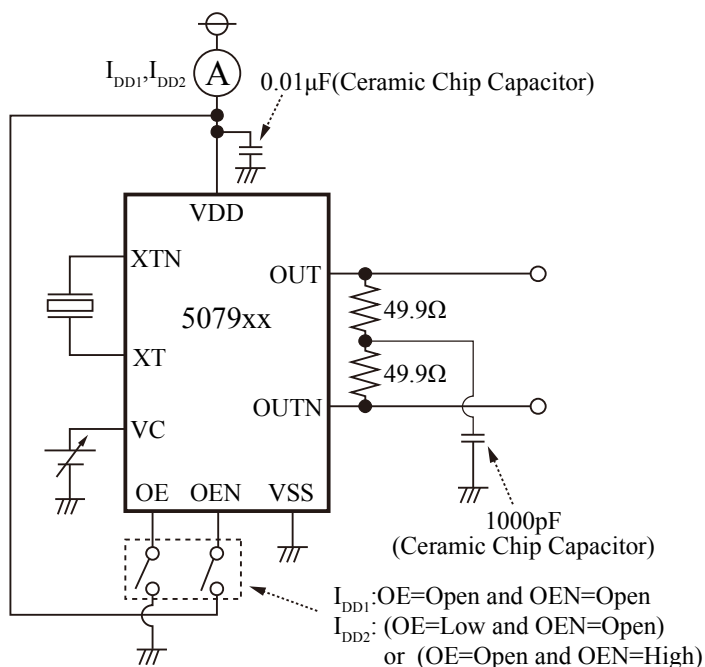 I_DD1,I_DD2
A
0.01μF(Ceramic Chip Capacitor)
VDD
XTN
OUT
49.9Ω
5079xx
XT
49.9Ω
OUTN
VC
OE OEN VSS
1000pF
(Ceramic Chip Capacitor)
I_DD1:OE=Open and OEN=Open
I_DD2: (OE=Low and OEN=Open)
or (OE=Open and OEN=High)